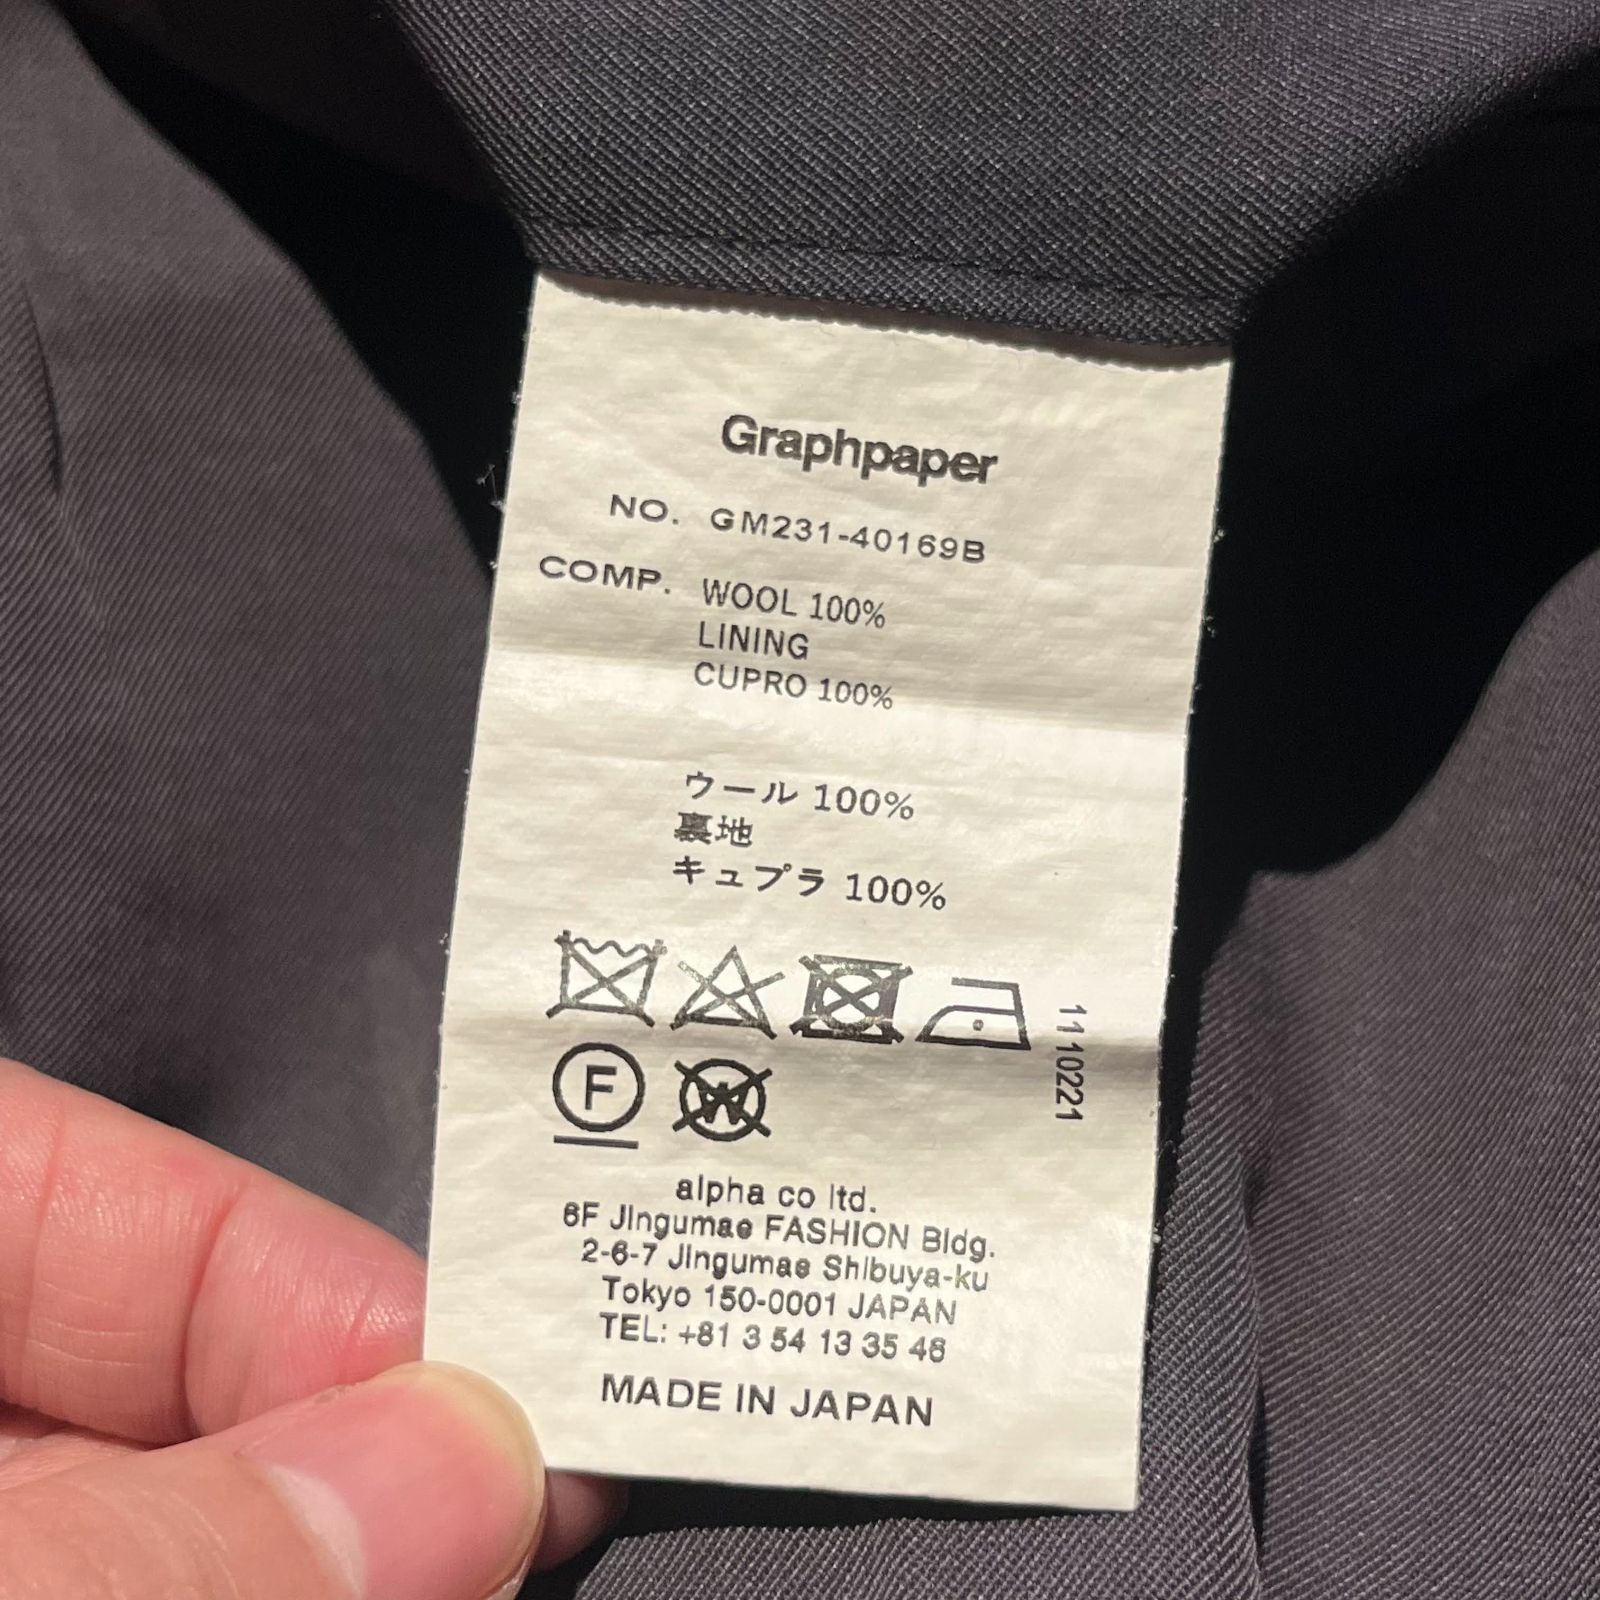 Graphpaper
NO. GM231-40169B
COMP. WOOL 100%
LINING
CUPRO 100%
ウール 100%
裏地
キュプラ 100%
F
W
1110221
alpha co ltd.
6F Jingumae FASHION Bldg.
2-6-7 Jingumae Shibuya-ku
Tokyo 150-0001 JAPAN
TEL: +81 3 54 13 35 48
MADE IN JAPAN